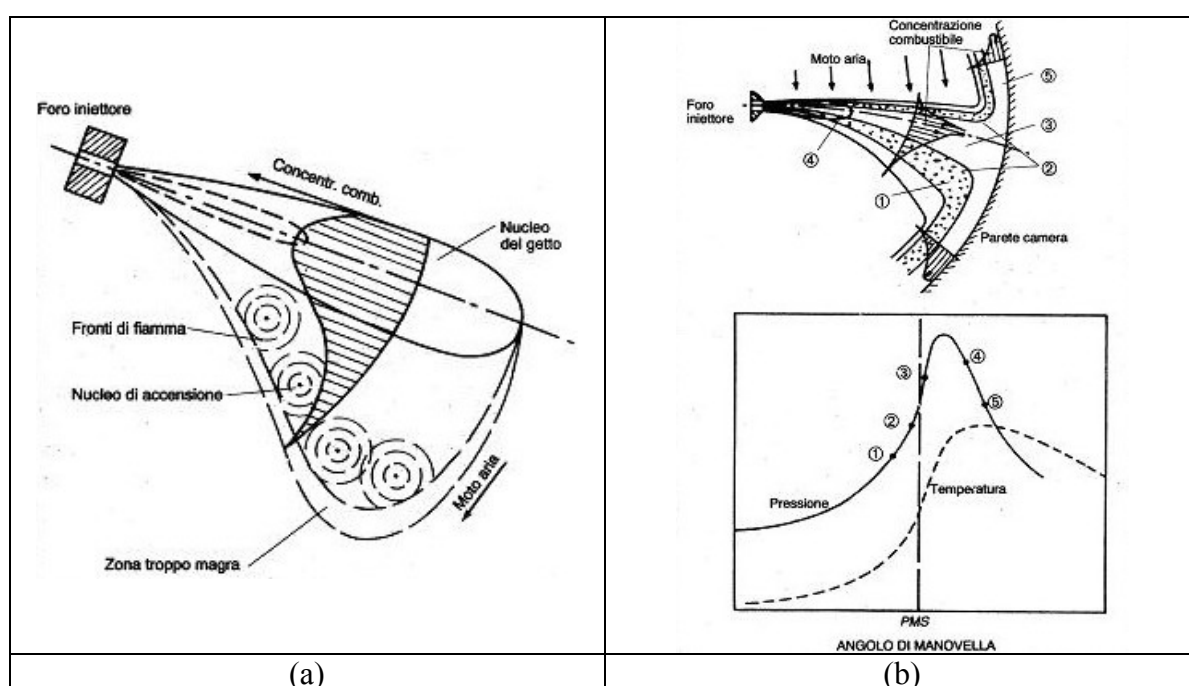 Foro iniettore
Concentr. comb.
Nucleo
del getto
Fronti di fiamma
Nucleo di accensione
Moto aria
Zona troppo magra
(a)
Concentrazione
combustibile
Moto aria
Foro
iniettore
⑤
③
②
④
①
Parete camera
③
④
②
⑤
①
Pressione
Temperatura
PMS
ANGOLO DI MANOVELLA
(b)